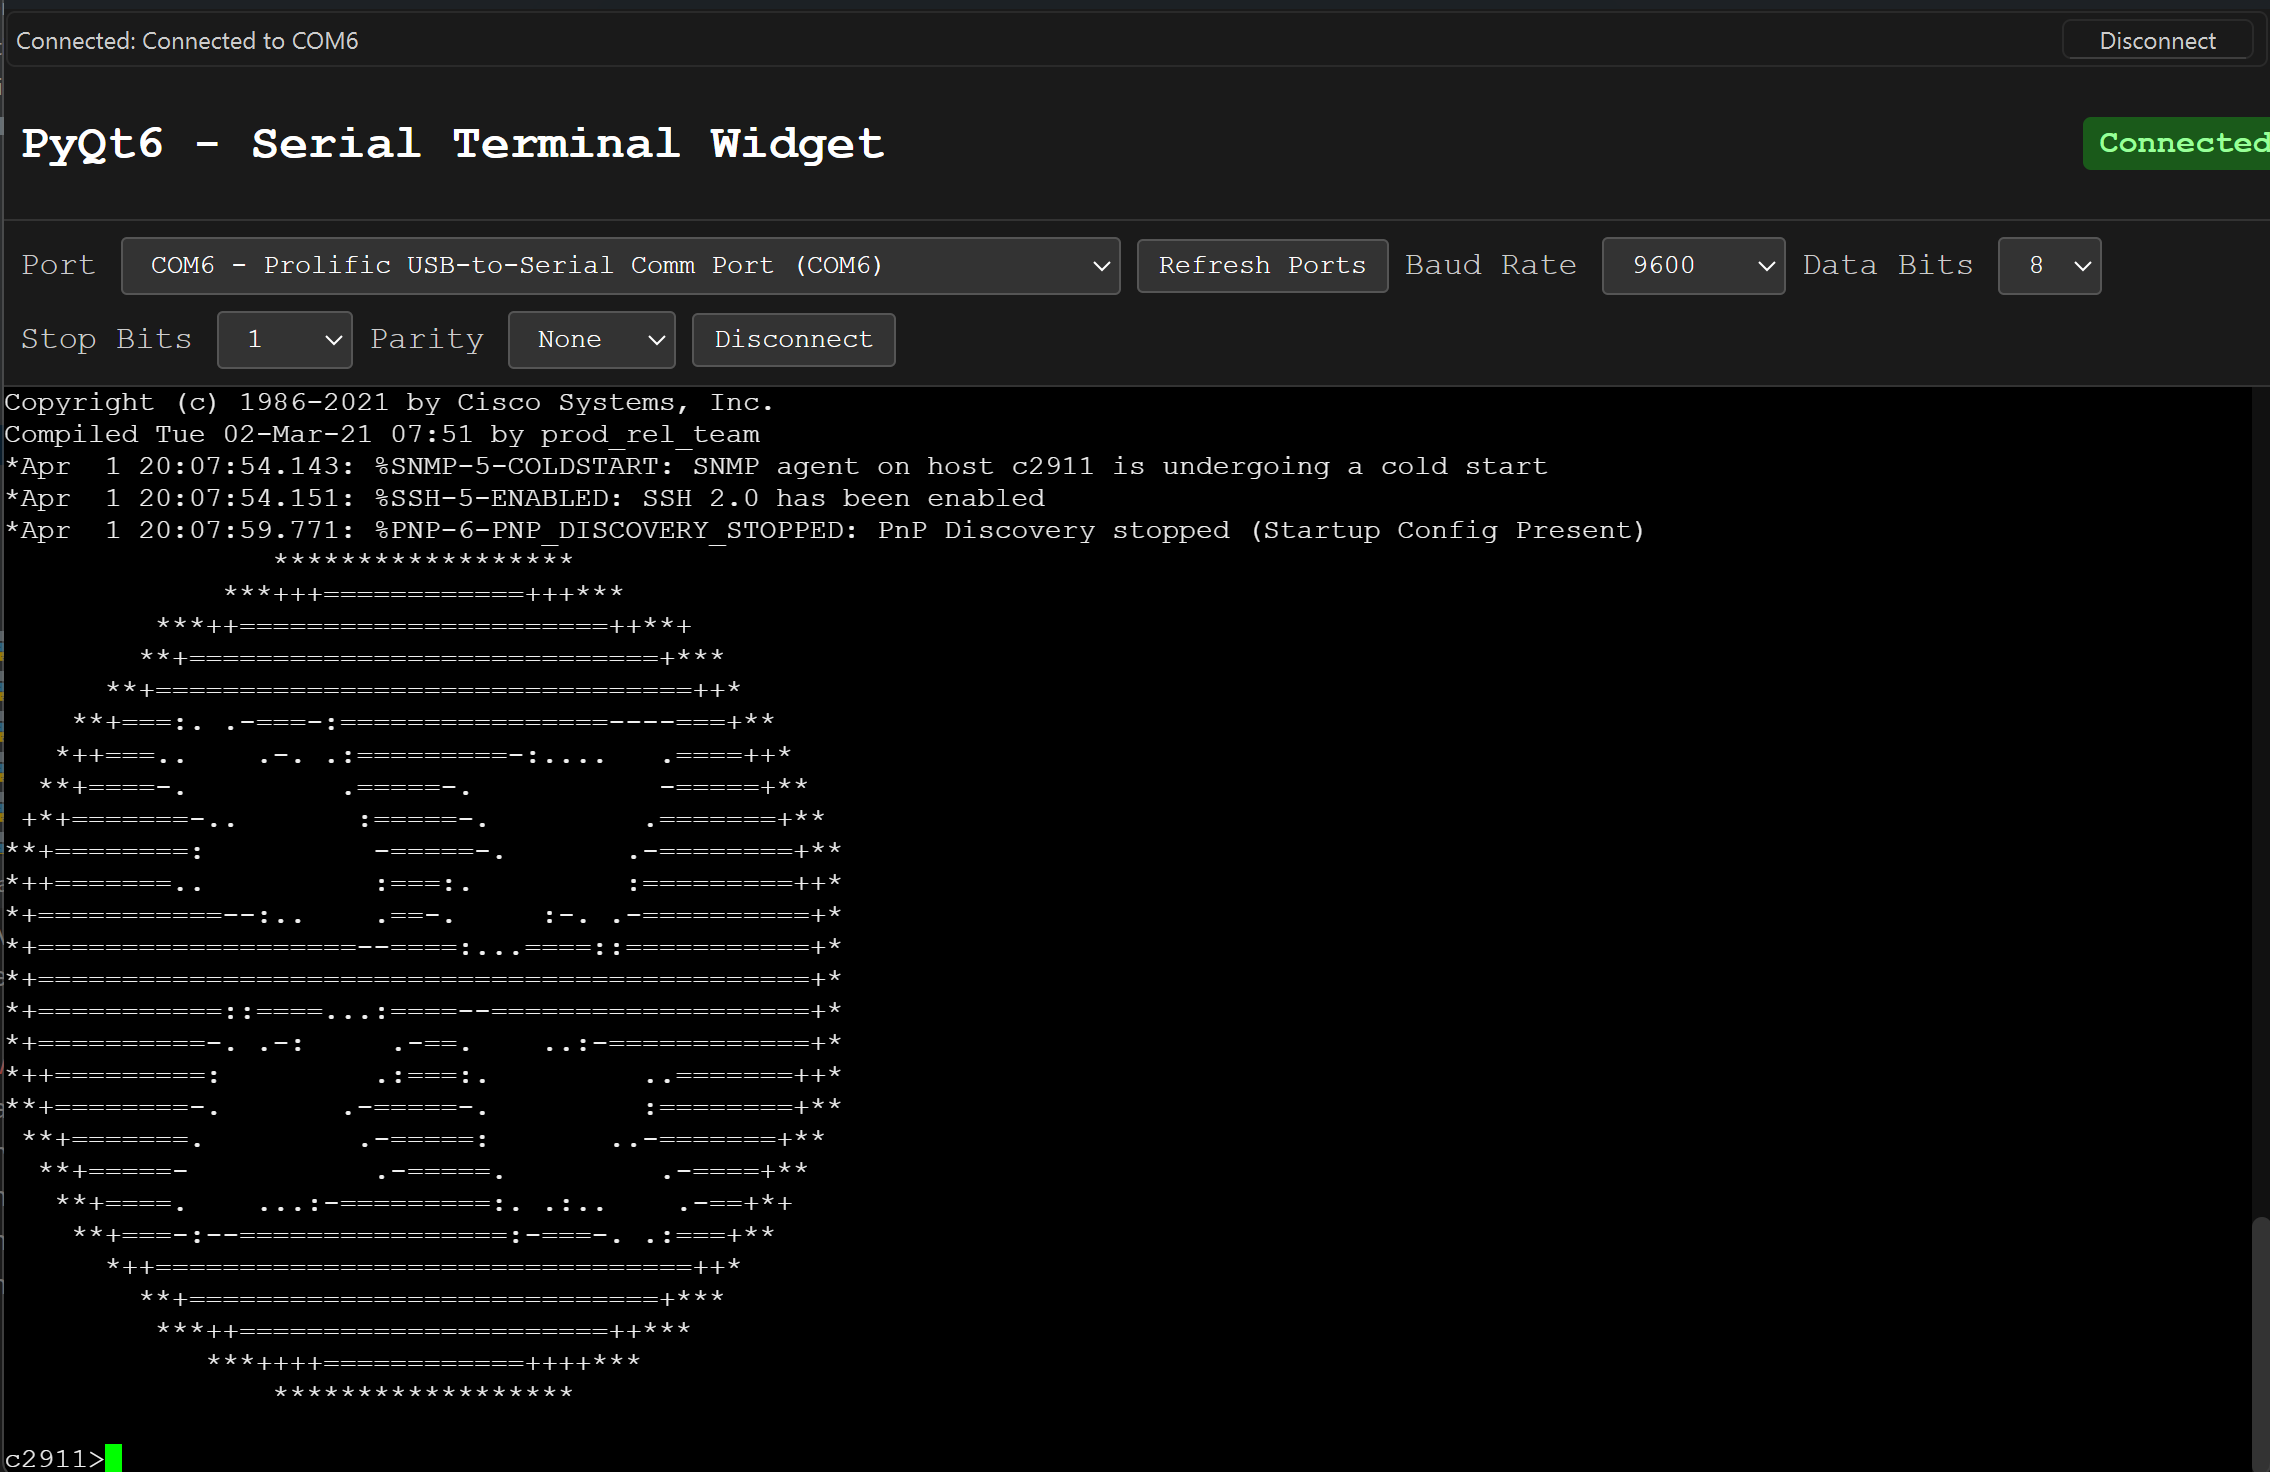 Connected: Connected to COM6
Disconnect
PyQt6 - Serial Terminal Widget
Connected
Port COM6 - Prolific USB-to-Serial Comm Port (COM6) Refresh Ports Baud Rate 9600 Data Bits 8
Stop Bits 1 Parity None Disconnect
Copyright (c) 1986-2021 by Cisco Systems, Inc.
Compiled Tue 02-Mar-21 07:51 by prod_rel_team
*Apr  1 20:07:54.143: %SNMP-5-COLDSTART: SNMP agent on host c2911 is undergoing a cold start
*Apr  1 20:07:54.151: %SSH-5-ENABLED: SSH 2.0 has been enabled
*Apr  1 20:07:59.771: %PNP-6-PNP_DISCOVERY_STOPPED: PnP Discovery stopped (Startup Config Present)
c2911>